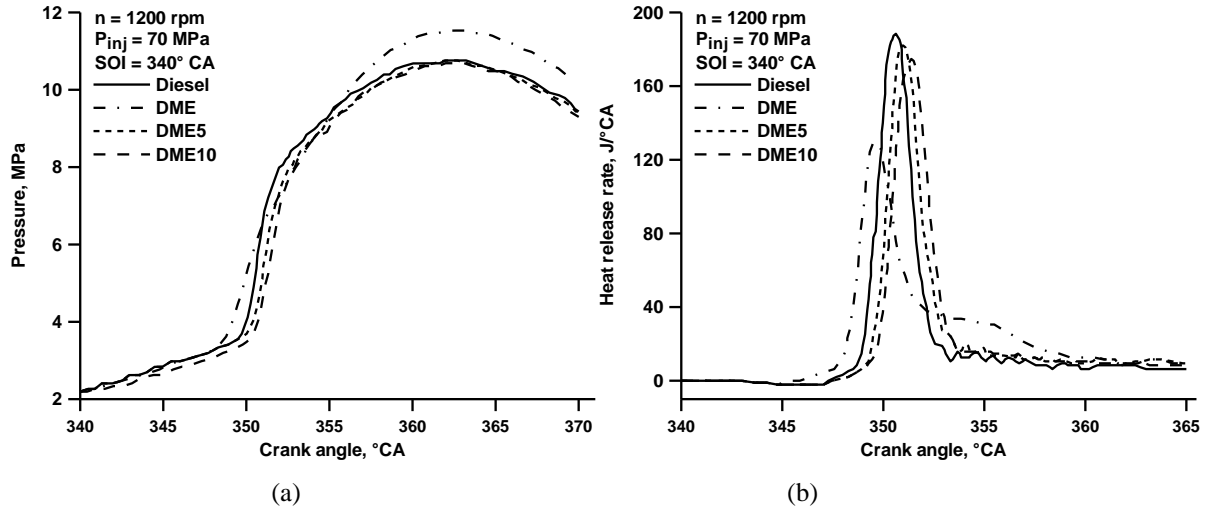 n = 1200 rpm
Pinj = 70 MPa
SOI = 340° CA
Diesel
DME
DME5
DME10
Pressure, MPa
12
10
8
6
4
2
340
345
350
355
360
365
370
Crank angle, °CA
(a)
n = 1200 rpm
Pinj = 70 MPa
SOI = 340° CA
Diesel
DME
DME5
DME10
Heat release rate, J/°CA
200
160
120
80
40
0
340
345
350
355
360
365
Crank angle, °CA
(b)